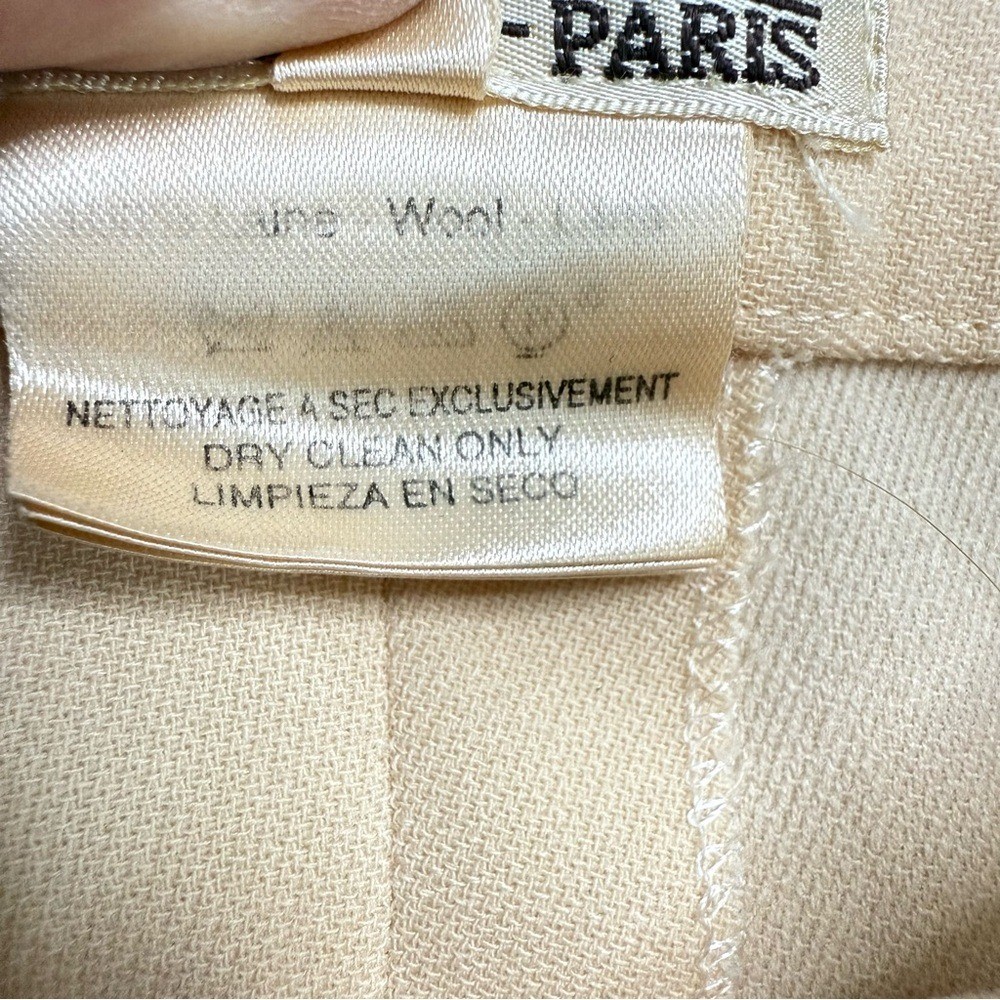 - PARIS
Wool -
P
NETTOYAGE A SEC EXCLUSIVEMENT
DRY CLEAN ONLY
LIMPIEZA EN SECO